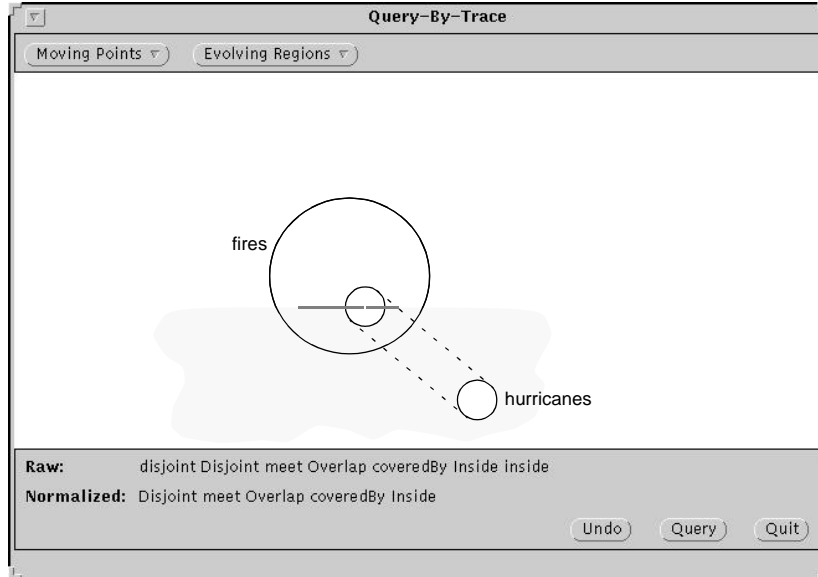 Query-By-Trace
Moving Points Evolving Regions
fires
hurricanes
Raw: disjoint Disjoint meet Overlap coveredBy Inside inside
Normalized: Disjoint meet Overlap coveredBy Inside
Undo Query Quit